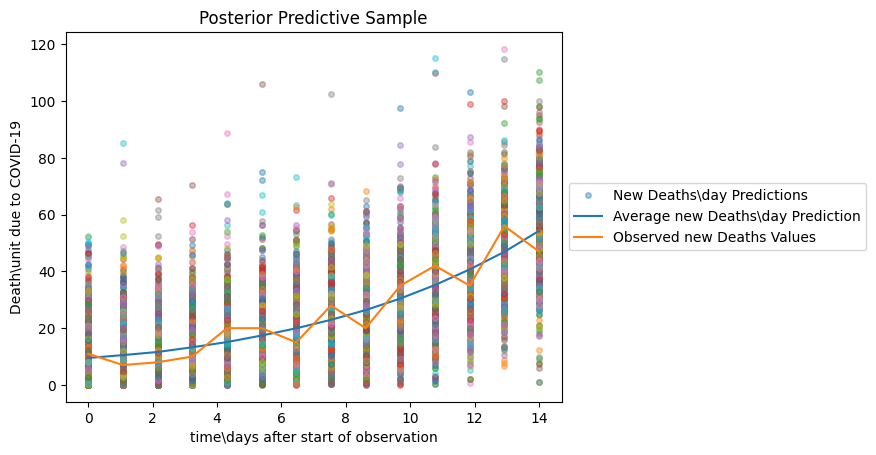 Posterior Predictive Sample
Death\unit due to COVID-19
120
100
80
60
40
20
0
0 2 4 6 8 10 12 14
time\days after start of observation
New Deaths\day Predictions
Average new Deaths\day Prediction
Observed new Deaths Values